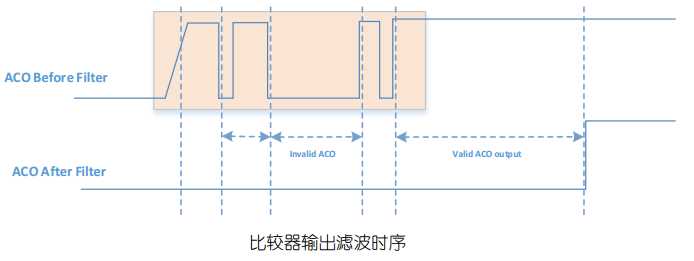 ACO Before Filter
Invalid ACO
Valid ACO output
ACO After Filter
比较器输出滤波时序